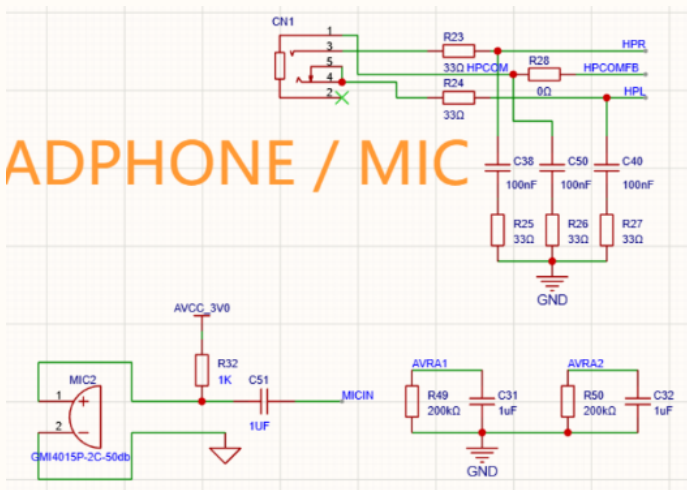 CN1
1
3
5
4
2
R23
33Ω
HPCOM
R24
33Ω
R28
0Ω
HPR
HPCOMFB
HPL
ADPHONE / MIC
C38
100nF
C50
100nF
C40
100nF
R25
33Ω
R26
33Ω
R27
33Ω
GND
AVCC_3V0
R32
1K
C51
1UF
MICIN
MIC2
1
+
2
-
GMI4015P-2C-50db
AVRA1
R49
200kΩ
C31
1uF
AVRA2
R50
200kΩ
C32
1uF
GND